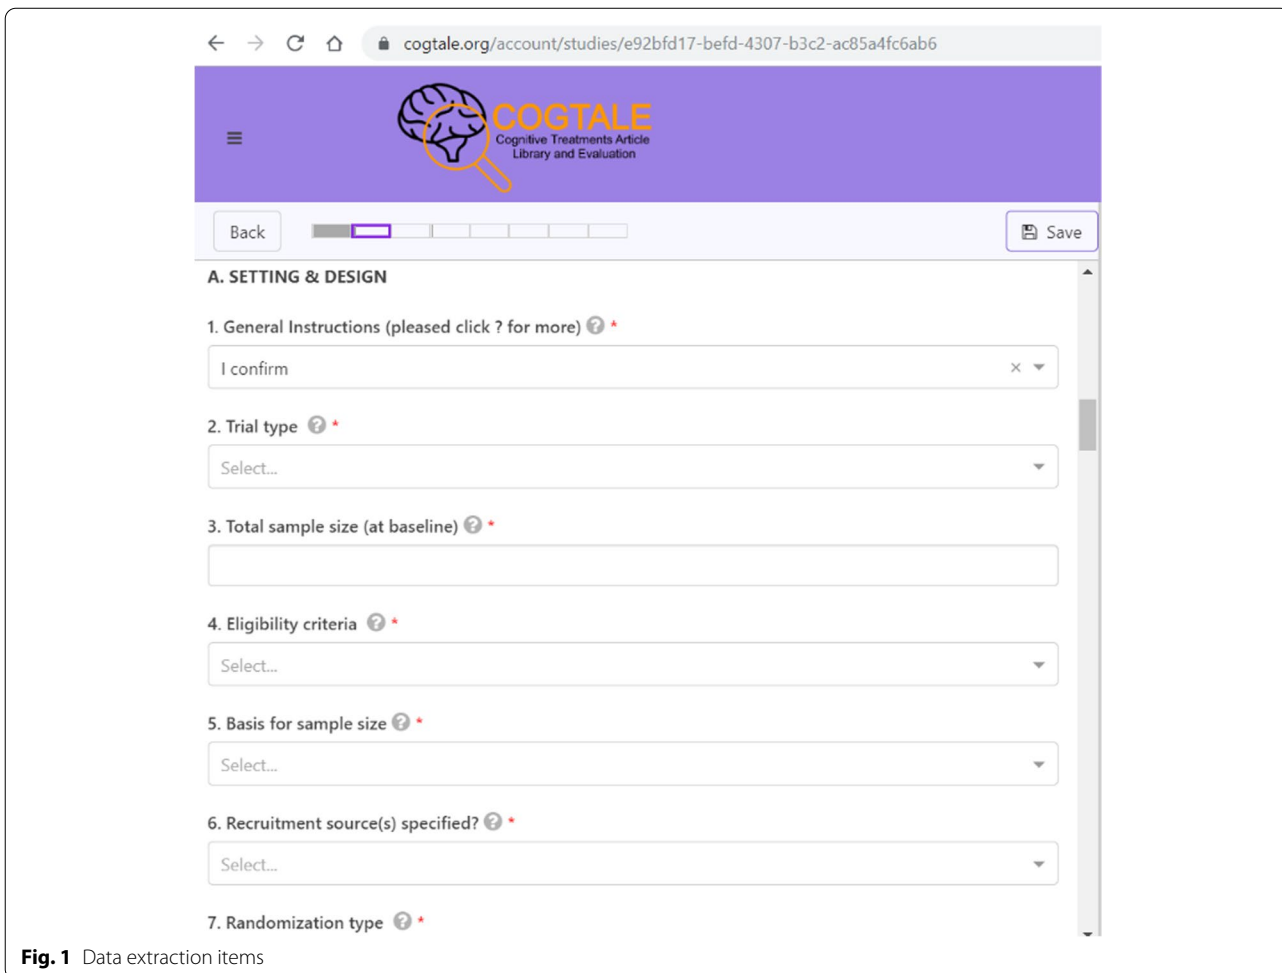 cogtale.org/account/studies/e92bfd17-befd-4307-b3c2-ac85a4fc6ab6
COGTALE
Cognitive Treatments Article
Library and Evaluation
Back
Save
A. SETTING & DESIGN
1. General Instructions (pleased click ? for more) ? *
I confirm
2. Trial type ? *
Select...
3. Total sample size (at baseline) ? *
4. Eligibility criteria ? *
Select...
5. Basis for sample size ? *
Select...
6. Recruitment source(s) specified? ? *
Select...
7. Randomization type ? *
Fig. 1 Data extraction items